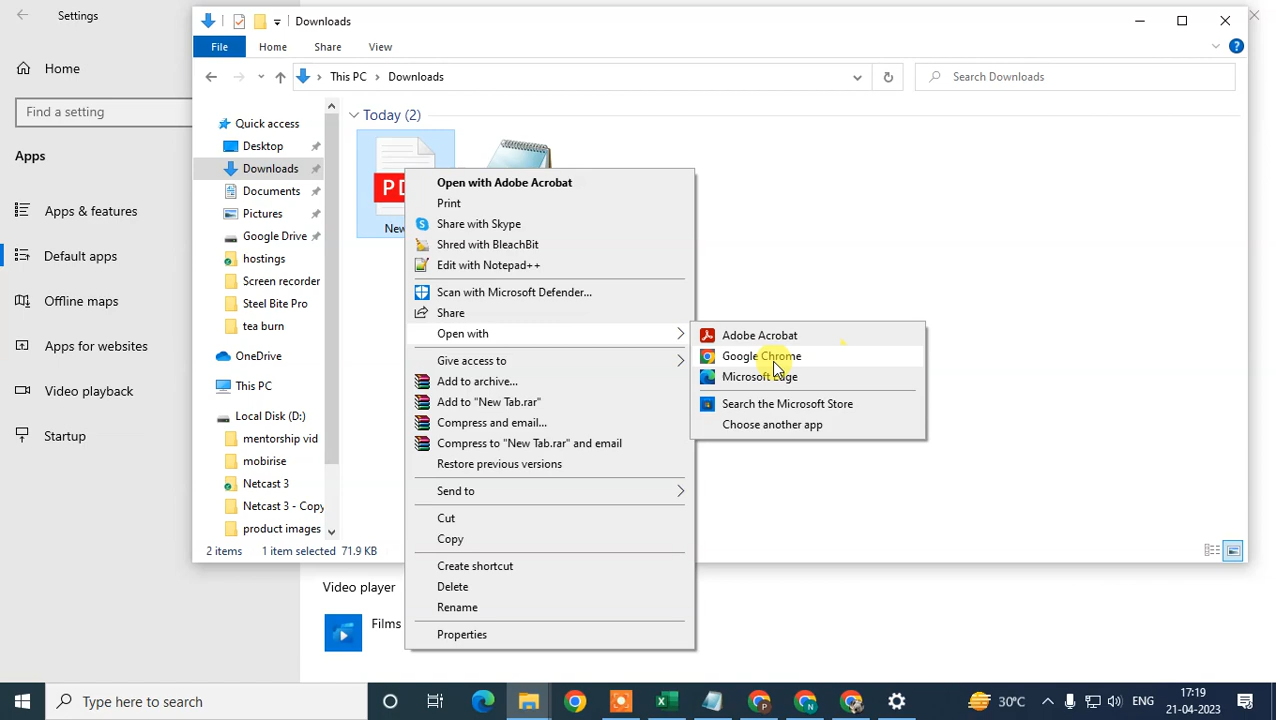 Settings
Downloads
File
Home
Share
View
This PC
Downloads
Search Downloads
Home
Find a setting
Apps
Apps & features
Default apps
Offline maps
Apps for websites
Video playback
Startup
Quick access
Desktop
Downloads
Documents
Pictures
Google Drive
hostings
Screen recorder
Steel Bite Pro
tea burn
OneDrive
This PC
Local Disk (D:)
mentorship vid
mobirise
Netcast 3
Netcast 3 - Copy
product images
Today (2)
New
Open with Adobe Acrobat
Print
Share with Skype
Shred with BleachBit
Edit with Notepad++
Scan with Microsoft Defender...
Share
Open with
Give access to
Add to archive...
Add to "New Tab.rar"
Compress and email...
Compress to "New Tab.rar" and email
Restore previous versions
Send to
Cut
Copy
Create shortcut
Delete
Rename
Properties
Adobe Acrobat
Google Chrome
Microsoft Edge
Search the Microsoft Store
Choose another app
2 items
1 item selected 71.9 KB
Video player
Films
Type here to search
30°C
ENG
17:19
21-04-2023